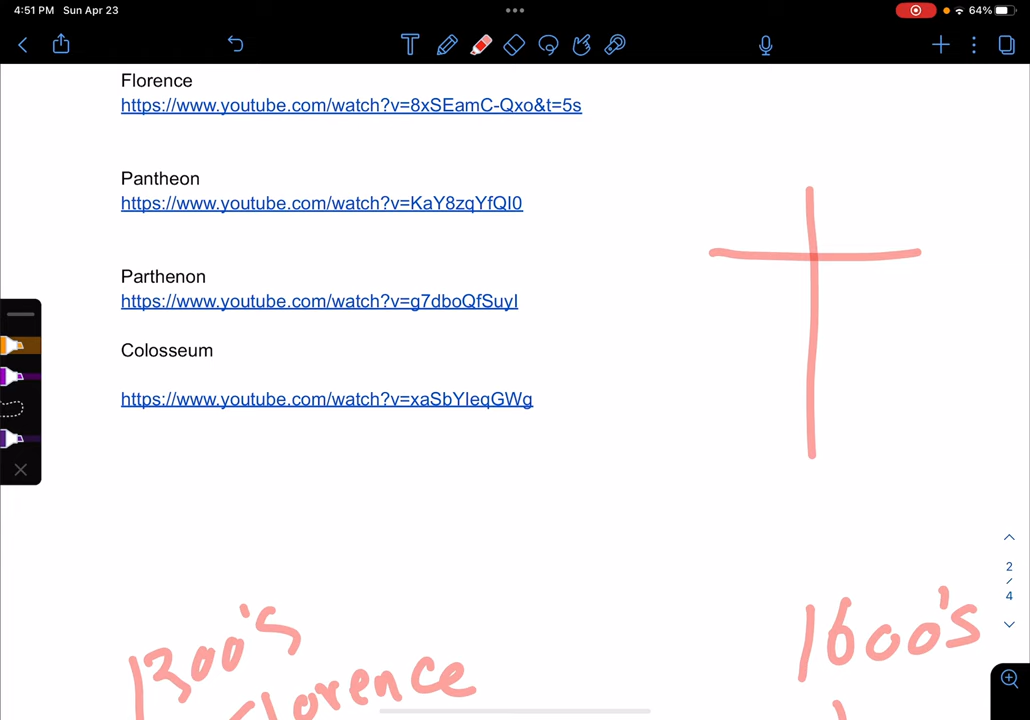 4:51 PM Sun Apr 23
64%
Florence
https://www.youtube.com/watch?v=8xSEamC-Qxo&t=5s
Pantheon
https://www.youtube.com/watch?v=KaY8zqYfQI0
Parthenon
https://www.youtube.com/watch?v=g7dboQfSuyI
Colosseum
https://www.youtube.com/watch?v=xaSbYIeqGWg
2
/
4
1300's
1600's
Florence